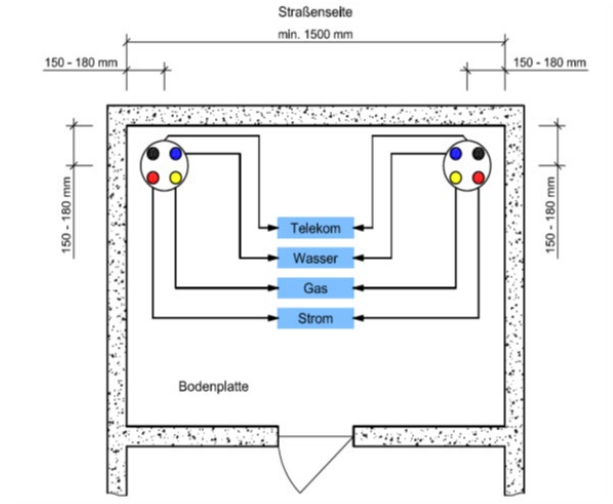 Straßenseite
min. 1500 mm
150 - 180 mm
150 - 180 mm
150 - 180 mm
150 - 180 mm
Telekom
Wasser
Gas
Strom
Bodenplatte